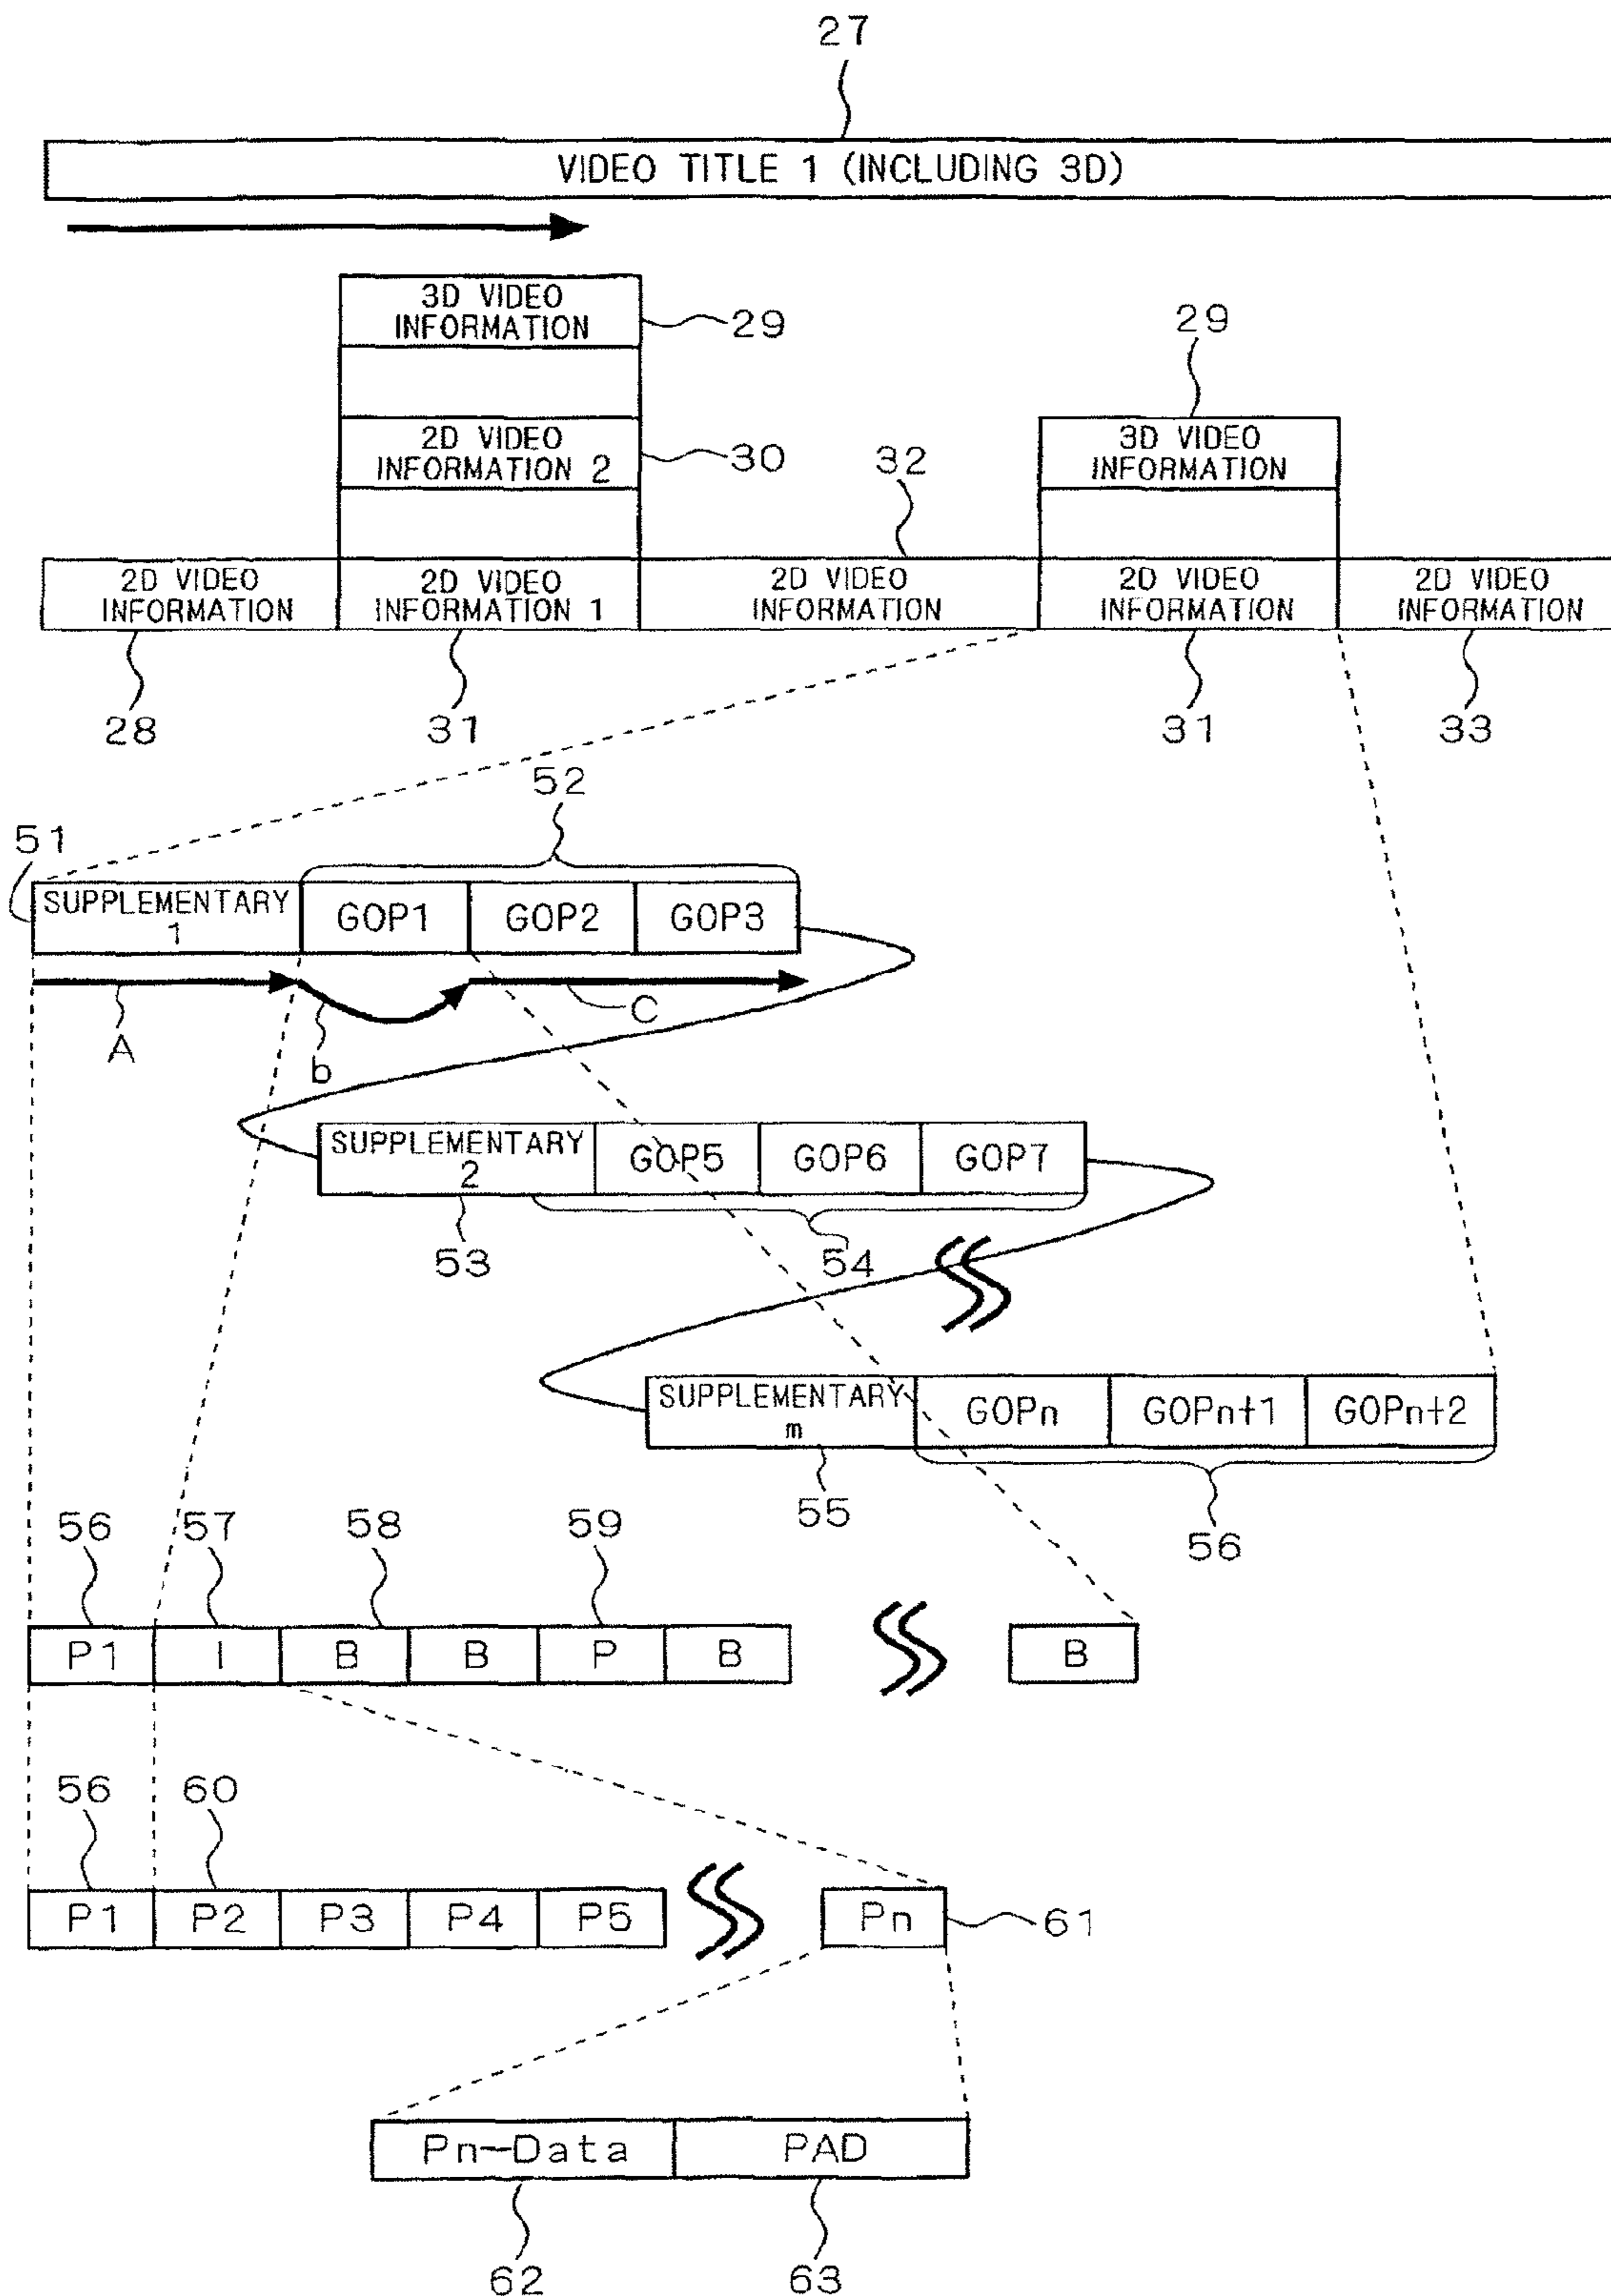 27
VIDEO TITLE 1 (INCLUDING 3D)
3D VIDEO
INFORMATION
29
29
2D VIDEO
INFORMATION 2
30
32
3D VIDEO
INFORMATION
2D VIDEO
INFORMATION
2D VIDEO
INFORMATION 1
2D VIDEO
INFORMATION
2D VIDEO
INFORMATION
2D VIDEO
INFORMATION
28
31
31
33
52
51
SUPPLEMENTARY
1
GOP1
GOP2
GOP3
A
b
C
SUPPLEMENTARY
2
GOP5
GOP6
GOP7
53
54
SUPPLEMENTARY
m
GOPn
GOPn+1
GOPn+2
55
56
56
57
58
59
P1
I
B
B
P
B
B
56
60
P1
P2
P3
P4
P5
Pn
61
Pn-Data
PAD
62
63